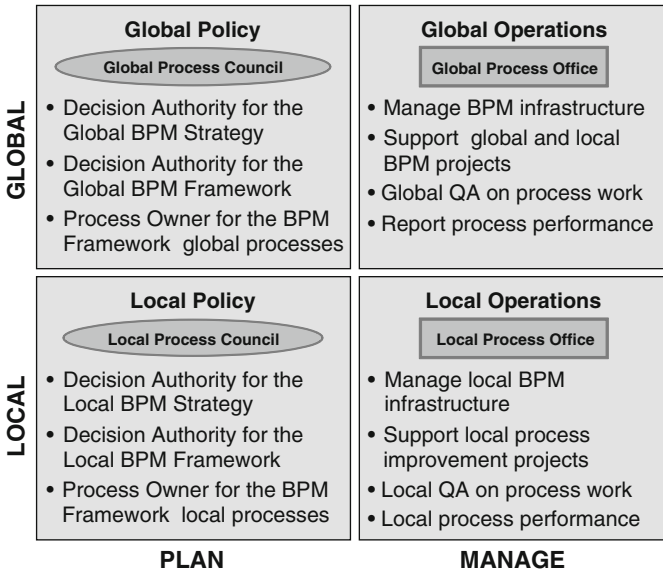 Global Policy
Global Process Council
• Decision Authority for the
Global BPM Strategy
• Decision Authority for the
Global BPM Framework
• Process Owner for the BPM
Framework global processes
Global Operations
Global Process Office
• Manage BPM infrastructure
• Support global and local
BPM projects
• Global QA on process work
• Report process performance
GLOBAL
Local Policy
Local Process Council
• Decision Authority for the
Local BPM Strategy
• Decision Authority for the
Local BPM Framework
• Process Owner for the BPM
Framework local processes
Local Operations
Local Process Office
• Manage local BPM
infrastructure
• Support local process
improvement projects
• Local QA on process work
• Local process performance
LOCAL
PLAN
MANAGE